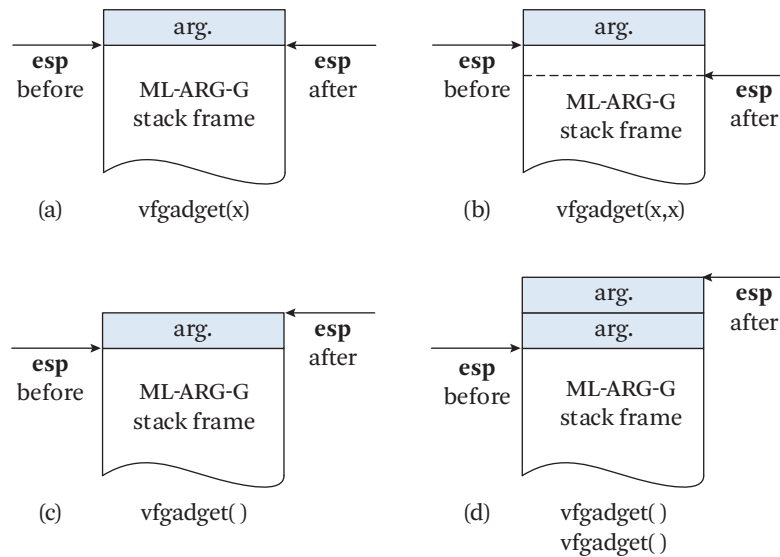 arg.
esp
before
esp
after
ML-ARG-G
stack frame
(a)
vfgadget(x)
arg.
esp
before
esp
after
ML-ARG-G
stack frame
(b)
vfgadget(x,x)
arg.
esp
before
esp
after
ML-ARG-G
stack frame
(c)
vfgadget( )
arg.
arg.
esp
before
esp
after
ML-ARG-G
stack frame
(d)
vfgadget( )
vfgadget( )